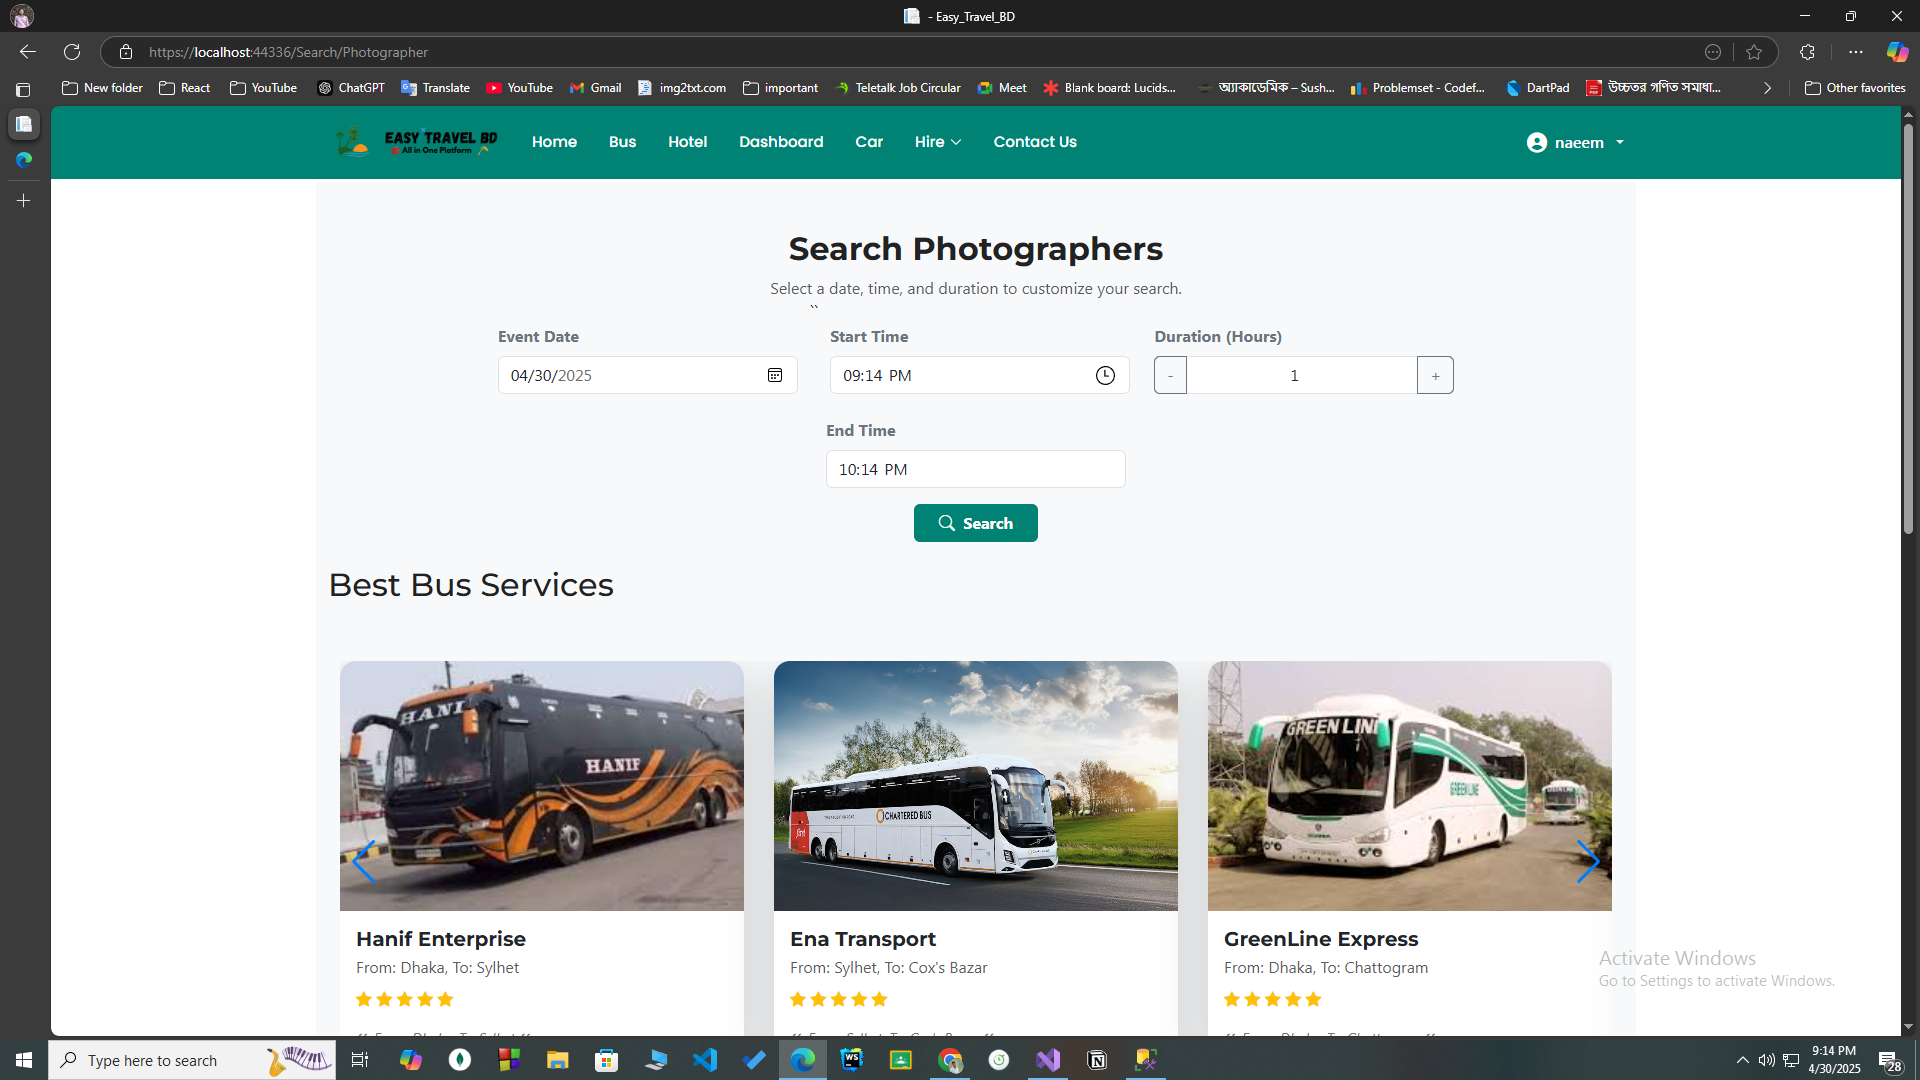 - Easy_Travel_BD
https://localhost:44336/Search/Photographer
New folder
React
YouTube
ChatGPT
Translate
YouTube
Gmail
img2txt.com
important
Teletalk Job Circular
Meet
Blank board: Lucids...
অ্যাকাডেমিক – Sush...
Problemset - Codef...
DartPad
উচ্চতর গণিত সমাধা...
Other favorites
EASY TRAVEL BD
All in One Platform
Home
Bus
Hotel
Dashboard
Car
Hire
Contact Us
naeem
Search Photographers
Select a date, time, and duration to customize your search.
``
Event Date
Start Time
Duration (Hours)
04/30/2025
09:14 PM
-
1
+
End Time
10:14 PM
Search
Best Bus Services
HANIF
CHARTERED BUS
first
GREEN LINE
Hanif Enterprise
From: Dhaka, To: Sylhet
Ena Transport
From: Sylhet, To: Cox's Bazar
GreenLine Express
From: Dhaka, To: Chattogram
Activate Windows
Go to Settings to activate Windows.
Type here to search
WS
9:14 PM
4/30/2025
28